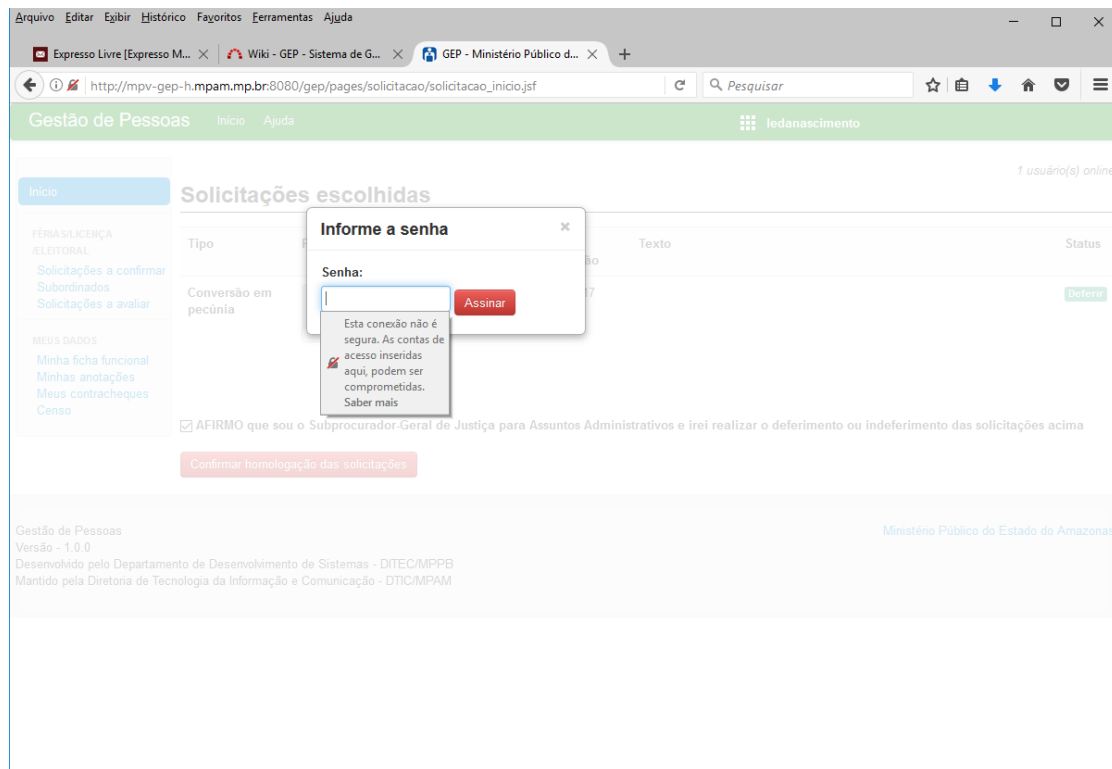 Arquivo Editar Exibir Histórico Favoritos Ferramentas Ajuda
Expresso Livre [Expresso M... Wiki - GEP - Sistema de G... GEP - Ministério Público d...
http://mpv-gep-h.mpam.mp.br:8080/gep/pages/solicitacao/solicitacao_inicio.jsf
Pesquisar
Gestão de Pessoas Início Ajuda ledanascimento
1 usuário(s) online
Início
Solicitações escolhidas
FÉRIAS/LICENÇA
/ELEITORAL
Solicitações a confirmar
Subordinados
Solicitações a avaliar
MEUS DADOS
Minha ficha funcional
Minhas anotações
Meus contracheques
Censo
Tipo
Texto
Status
Conversão em
pecúnia
Deferir
Informe a senha
Senha:
Assinar
Esta conexão não é
segura. As contas de
acesso inseridas
aqui, podem ser
comprometidas.
Saber mais
AFIRMO que sou o Subprocurador-Geral de Justiça para Assuntos Administrativos e irei realizar o deferimento ou indeferimento das solicitações acima
Confirmar homologação das solicitações
Gestão de Pessoas
Versão - 1.0.0
Desenvolvido pelo Departamento de Desenvolvimento de Sistemas - DITEC/MPPB
Mantido pela Diretoria de Tecnologia da Informação e Comunicação - DTIC/MPAM
Ministério Público do Estado do Amazonas